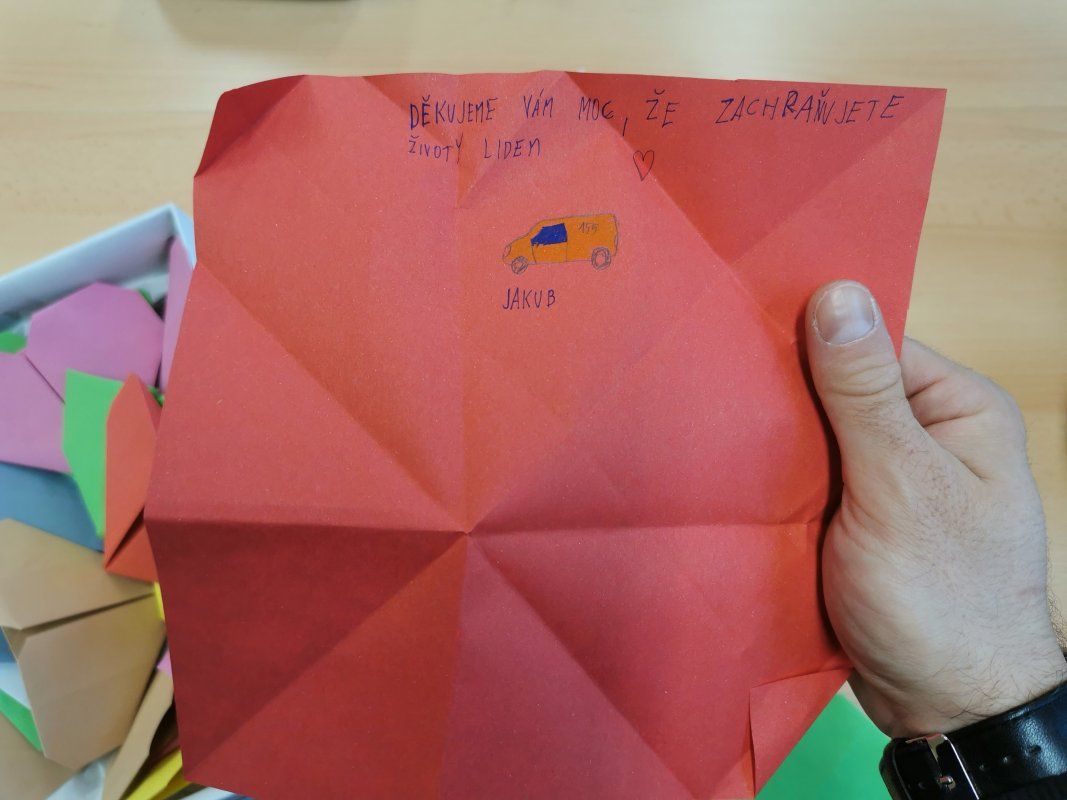 DĚKUJEME VÁM MOC, ŽE ZACHRAŇUJETE
ŽIVOTY LIDEM
155
JAKUB